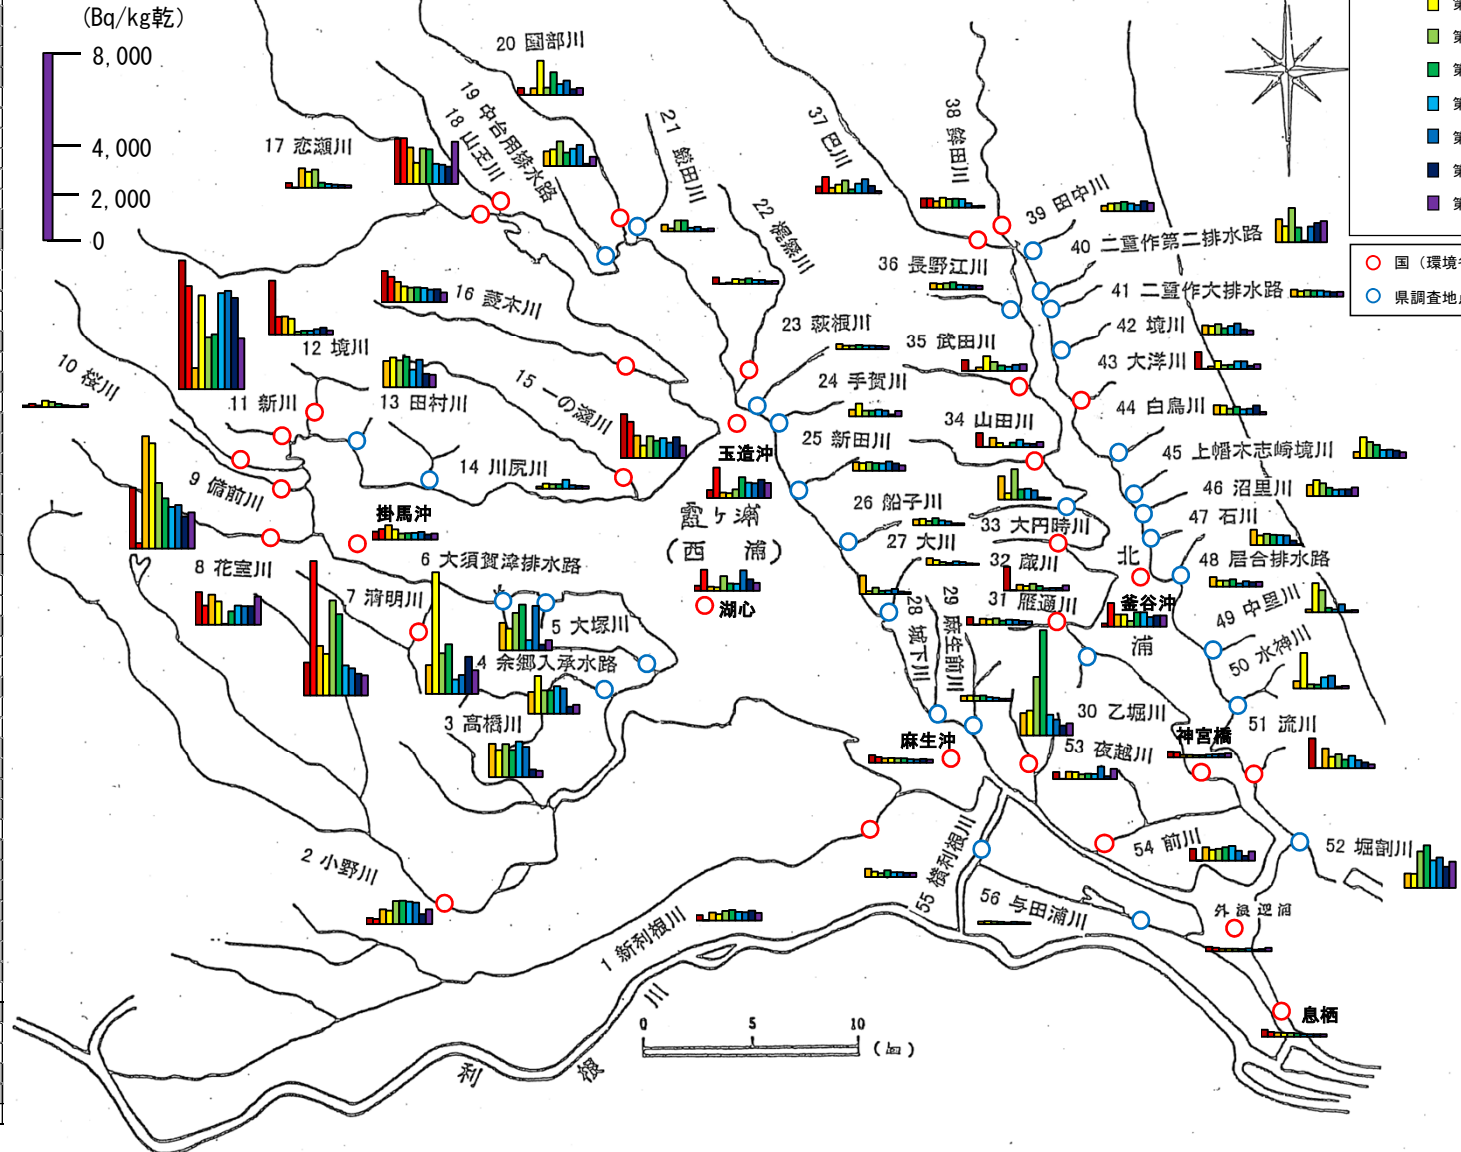 (Bq/kg乾)
8,000
4,000
2,000
0
第
第
第
第
第
第
第
国（環境
県調査地
20 園部川
19 中台用排水路
18 山王川
17 恋瀬川
21 鎌田川
22 梶無川
37 巴川
38 鉾田川
39 田中川
40 二重作第二排水路
36 長野江川
41 二重作大排水路
16 菱木川
23 萩根川
42 境川
12 境川
35 武田川
43 大洋川
10 桜川
15 一の瀬川
24 手賀川
11 新川
13 田村川
44 白鳥川
34 山田川
玉造沖
25 新田川
45 上幡木志崎境川
14 川尻川
9 備前川
46 沼里川
掛馬沖
霞ヶ浦
26 船子川
33 大円時川
47 石川
（西 浦）
27 大川
32 蔵川
北
48 居合排水路
6 大須賀津排水路
8 花室川
7 清明川
湖心
28 城下川
29 麻生前川
31 雁通川
釜谷沖
49 中里川
5 大塚川
浦
50 水神川
4 余郷入承水路
3 高橋川
30 乙堀川
51 流川
麻生沖
神宮橋
53 夜越川
2 小野川
55 横利根川
54 前川
52 堀割川
56 与田浦川
外浪逆浦
1 新利根川
息栖
0 5 10
利 根 川